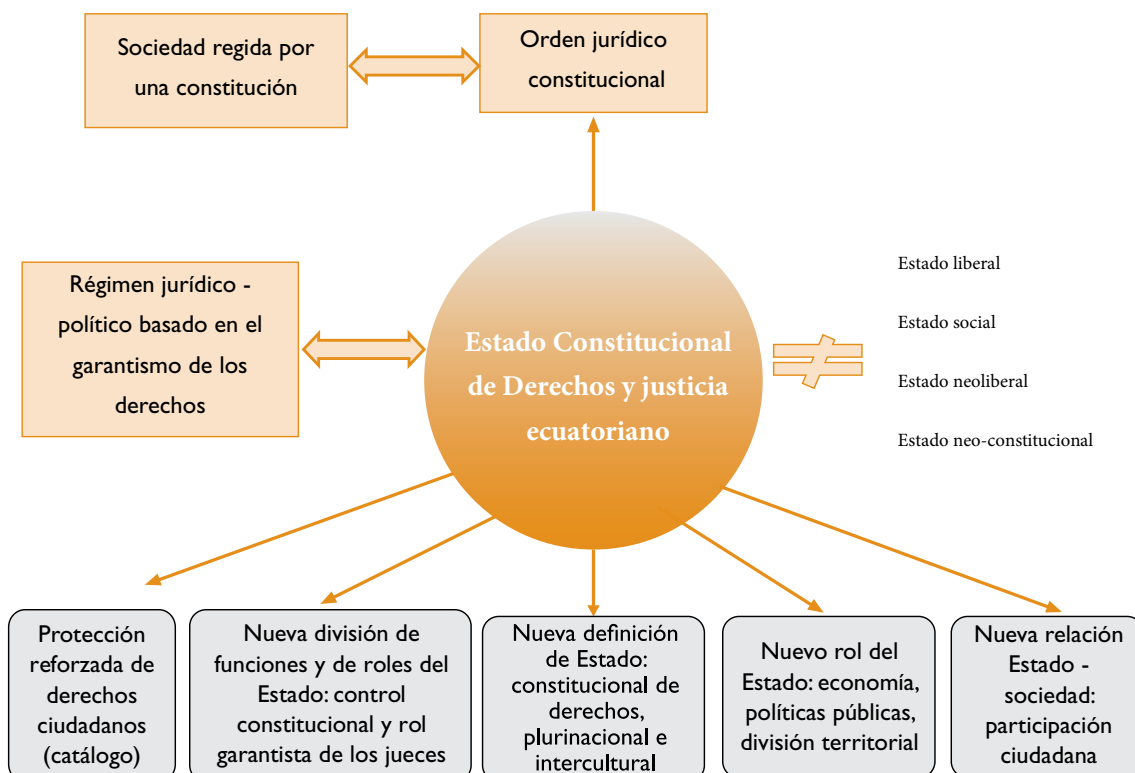 Sociedad regida por
una constitución
Orden jurídico
constitucional
Régimen jurídico -
político basado en el
garantismo de los
derechos
Estado Constitucional
de Derechos y justicia
ecuatoriano
Estado liberal
Estado social
Estado neoliberal
Estado neo-constitucional
Protección
reforzada de
derechos
ciudadanos
(catálogo)
Nueva división de
funciones y de roles del
Estado: control
constitucional y rol
garantista de los jueces
Nueva definición
de Estado:
constitucional de
derechos,
plurinacional e
intercultural
Nuevo rol del
Estado: economía,
políticas públicas,
división territorial
Nueva relación
Estado -
sociedad:
participación
ciudadana